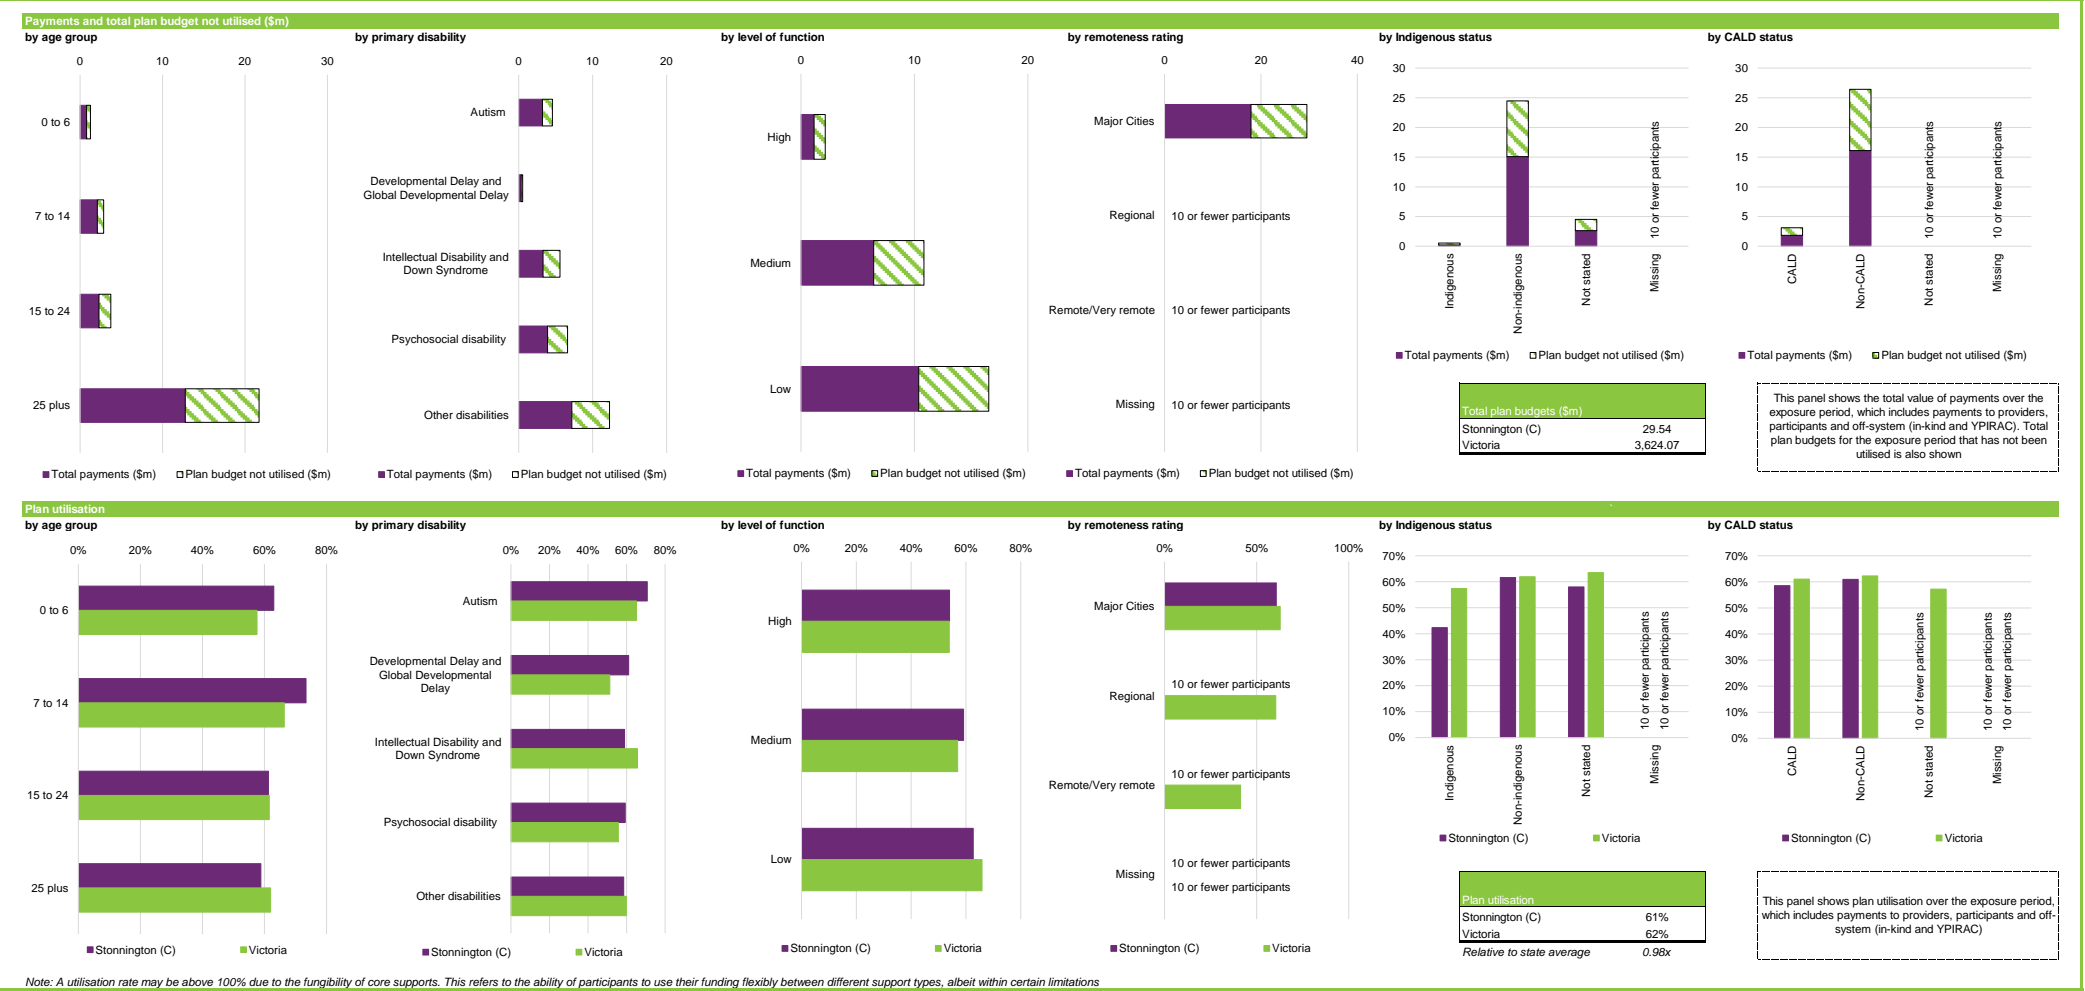 Payments and total plan budget not utilised ($m)
by age group
0 10 20 30
0 to 6
7 to 14
15 to 24
25 plus
Total payments ($m) Plan budget not utilised ($m)
by primary disability
0 10 20
Autism
Developmental Delay and
Global Developmental Delay
Intellectual Disability and
Down Syndrome
Psychosocial disability
Other disabilities
Total payments ($m) Plan budget not utilised ($m)
by level of function
0 10 20
High
Medium
Low
Total payments ($m) Plan budget not utilised ($m)
by remoteness rating
0 20 40
Major Cities
Regional 10 or fewer participants
Remote/Very remote 10 or fewer participants
Missing 10 or fewer participants
Total payments ($m) Plan budget not utilised ($m)
by Indigenous status
30
25
20
15
10
5
0
10 or fewer participants
Indigenous
Non-indigenous
Not stated
Missing
Total payments ($m) Plan budget not utilised ($m)
by CALD status
30
25
20
15
10
5
0
10 or fewer participants
10 or fewer participants
CALD
Non-CALD
Not stated
Missing
Total payments ($m) Plan budget not utilised ($m)
Total plan budgets ($m)
Stonnington (C) 29.54
Victoria 3,624.07
This panel shows the total value of payments over the
exposure period, which includes payments to providers,
participants and off-system (in-kind and YPIRAC). Total
plan budgets for the exposure period that has not been
utilised is also shown
Plan utilisation
by age group
0% 20% 40% 60% 80%
0 to 6
7 to 14
15 to 24
25 plus
Stonnington (C) Victoria
by primary disability
0% 20% 40% 60% 80%
Autism
Developmental Delay and
Global Developmental
Delay
Intellectual Disability and
Down Syndrome
Psychosocial disability
Other disabilities
Stonnington (C) Victoria
by level of function
0% 20% 40% 60% 80%
High
Medium
Low
Stonnington (C) Victoria
by remoteness rating
0% 50% 100%
Major Cities
10 or fewer participants
Regional
10 or fewer participants
Remote/Very remote
10 or fewer participants
Missing
10 or fewer participants
Stonnington (C) Victoria
by Indigenous status
70%
60%
50%
40%
30%
20%
10%
0%
10 or fewer participants
10 or fewer participants
Indigenous
Non-indigenous
Not stated
Missing
Stonnington (C) Victoria
by CALD status
70%
60%
50%
40%
30%
20%
10%
0%
10 or fewer participants
10 or fewer participants
10 or fewer participants
CALD
Non-CALD
Not stated
Missing
Stonnington (C) Victoria
Plan utilisation
Stonnington (C) 61%
Victoria 62%
Relative to state average 0.98x
This panel shows plan utilisation over the exposure period,
which includes payments to providers, participants and off-
system (in-kind and YPIRAC)
Note: A utilisation rate may be above 100% due to the fungibility of core supports. This refers to the ability of participants to use their funding flexibly between different support types, albeit within certain limitations